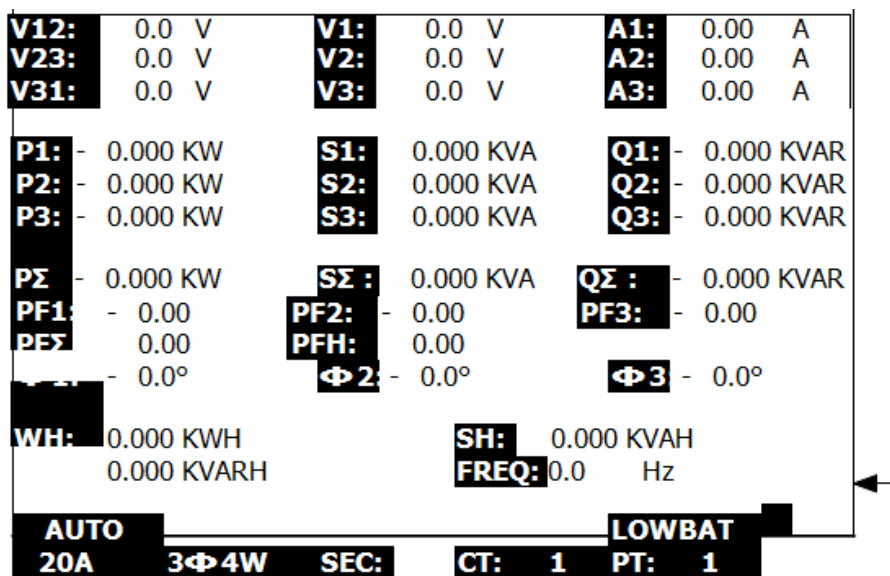 V12: 0.0 V V1: 0.0 V A1: 0.00 A
V23: 0.0 V V2: 0.0 V A2: 0.00 A
V31: 0.0 V V3: 0.0 V A3: 0.00 A
P1: - 0.000 KW S1: 0.000 KVA Q1: - 0.000 KVAR
P2: - 0.000 KW S2: 0.000 KVA Q2: - 0.000 KVAR
P3: - 0.000 KW S3: 0.000 KVA Q3: - 0.000 KVAR
PΣ - 0.000 KW SΣ : 0.000 KVA QΣ : - 0.000 KVAR
PF1: - 0.00 PF2: - 0.00 PF3: - 0.00
PFΣ 0.00 PFH: 0.00
Φ1: - 0.0° Φ2: - 0.0° Φ3 - 0.0°
WH: 0.000 KWH SH: 0.000 KVAH
0.000 KVARH FREQ: 0.0 Hz
AUTO LOWBAT
20A 3Φ4W SEC: CT: 1 PT: 1